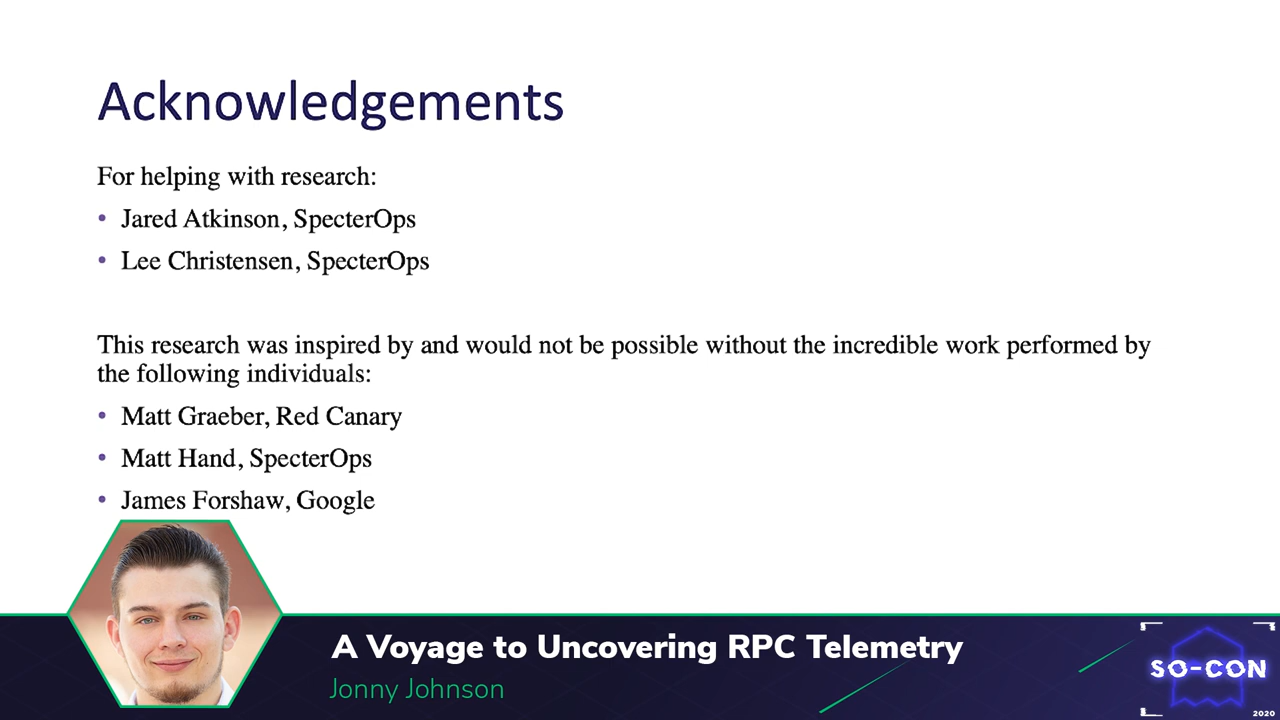 Acknowledgements
For helping with research:
• Jared Atkinson, SpecterOps
• Lee Christensen, SpecterOps
This research was inspired by and would not be possible without the incredible work performed by
the following individuals:
• Matt Graeber, Red Canary
• Matt Hand, SpecterOps
• James Forshaw, Google
A Voyage to Uncovering RPC Telemetry
Jonny Johnson
SO-CON
2020